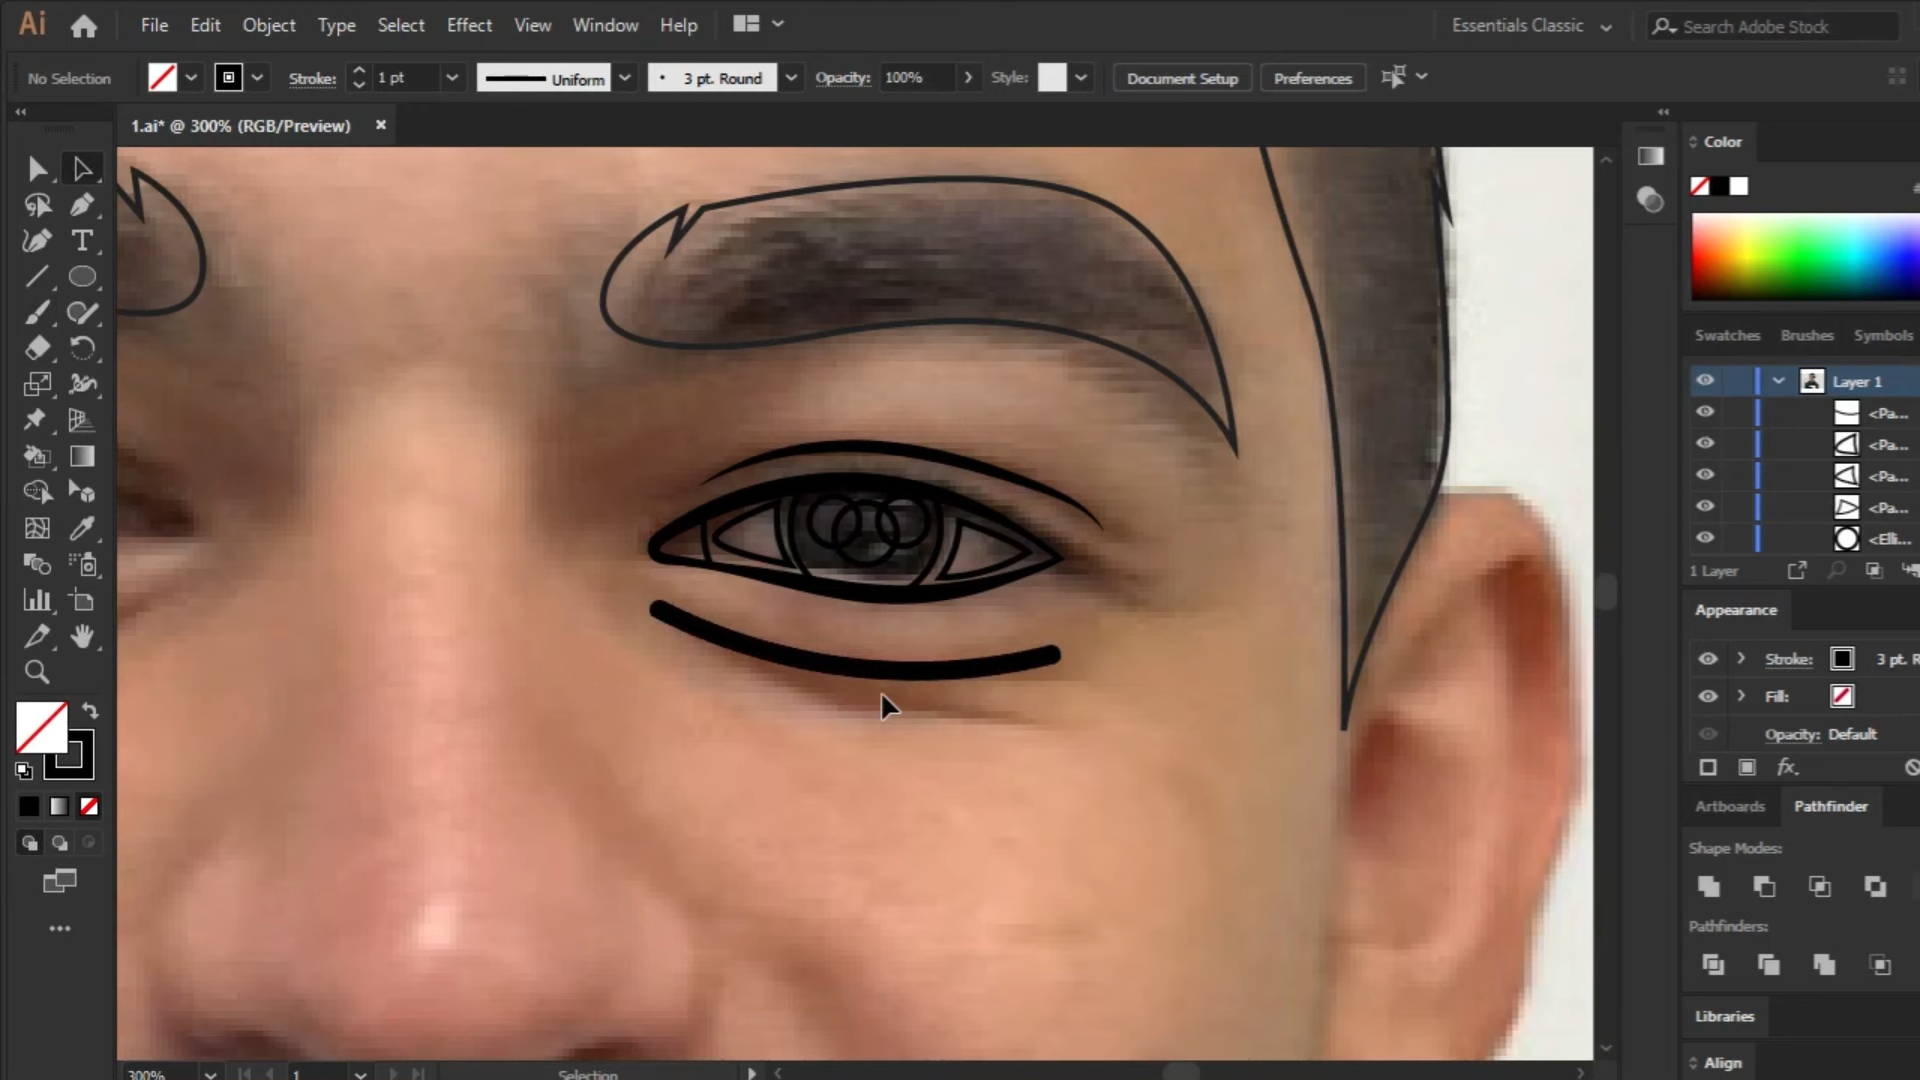 Ai File Edit Object Type Select Effect View Window Help Essentials Classic Search Adobe Stock
No Selection Stroke: 1 pt Uniform 3 pt. Round Opacity: 100% Style: Document Setup Preferences
1.ai* @ 300% (RGB/Preview)
Color
Swatches Brushes Symbols
Layer 1
<Pa...
<Pa...
<Pa...
<Pa...
<Elli...
1 Layer
Appearance
Stroke: 3 pt. R
Fill:
Opacity: Default
fx.
Artboards Pathfinder
Shape Modes:
Pathfinders:
Libraries
Align
300% 1 Selection